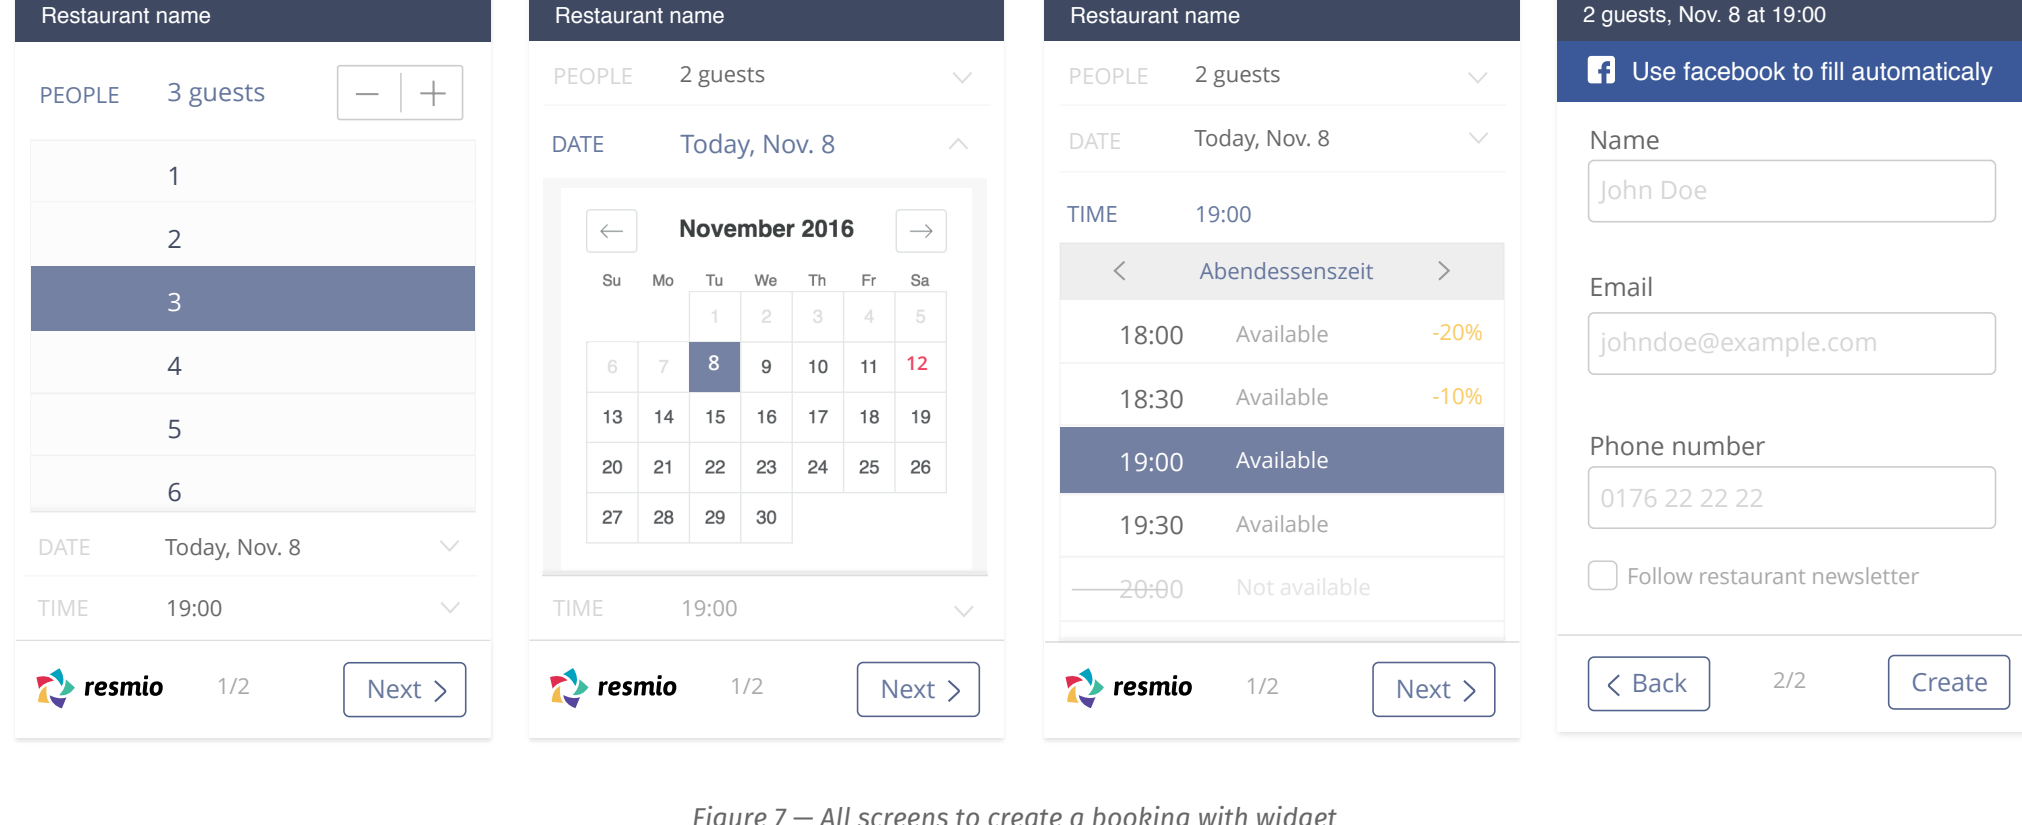 Restaurant name
PEOPLE 3 guests
1
2
3
4
5
6
DATE Today, Nov. 8
TIME 19:00
resmio 1/2 Next
Restaurant name
PEOPLE 2 guests
DATE Today, Nov. 8
November 2016
Su Mo Tu We Th Fr Sa
1 2 3 4 5
6 7 8 9 10 11 12
13 14 15 16 17 18 19
20 21 22 23 24 25 26
27 28 29 30
TIME 19:00
resmio 1/2 Next
Restaurant name
PEOPLE 2 guests
DATE Today, Nov. 8
TIME 19:00
Abendessenszeit
18:00 Available -20%
18:30 Available -10%
19:00 Available
19:30 Available
20:00 Not available
resmio 1/2 Next
2 guests, Nov. 8 at 19:00
Use facebook to fill automaticaly
Name
John Doe
Email
johndoe@example.com
Phone number
0176 22 22 22
Follow restaurant newsletter
Back 2/2 Create
Figure 7 — All screens to create a booking with widget